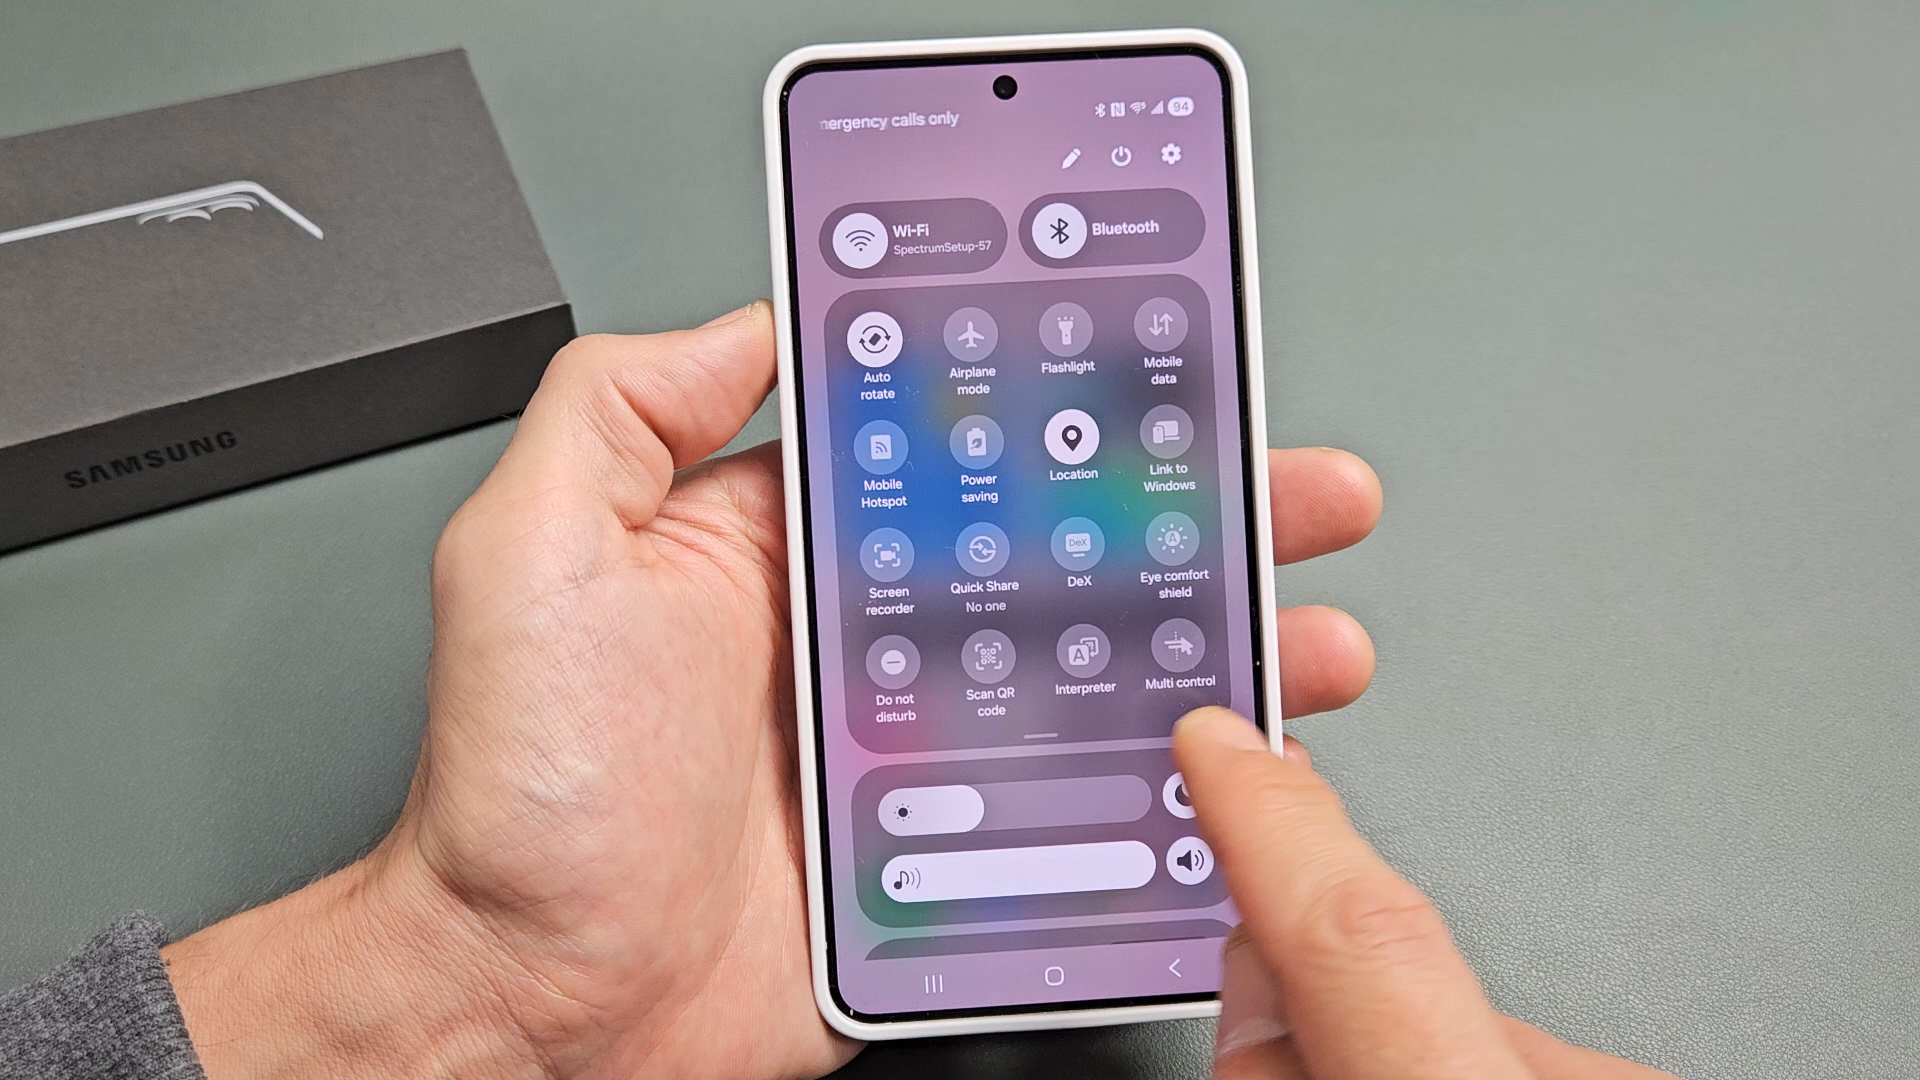 SAMSUNG
mergency calls only
94
Wi-Fi
SpectrumSetup-57
Bluetooth
Auto
rotate
Airplane
mode
Flashlight
Mobile
data
Mobile
Hotspot
Power
saving
Location
Link to
Windows
Screen
recorder
Quick Share
No one
DeX
DeX
A
Eye comfort
shield
Do not
disturb
Scan QR
code
A
Interpreter
Multi control